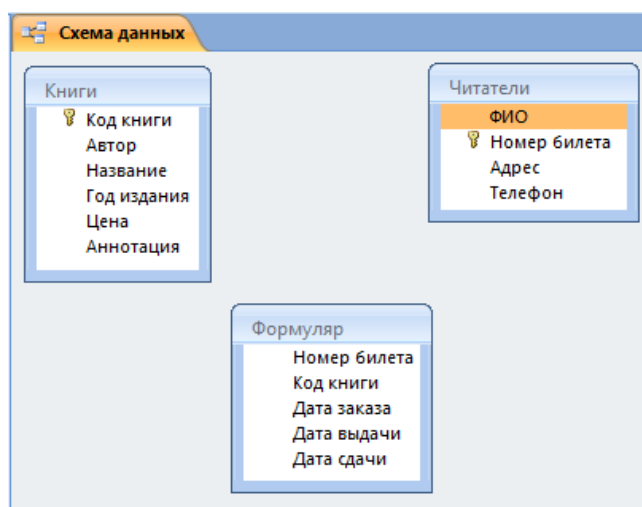 Схема данных
Книги
Код книги
Автор
Название
Год издания
Цена
Аннотация
Читатели
ФИО
Номер билета
Адрес
Телефон
Формуляр
Номер билета
Код книги
Дата заказа
Дата выдачи
Дата сдачи